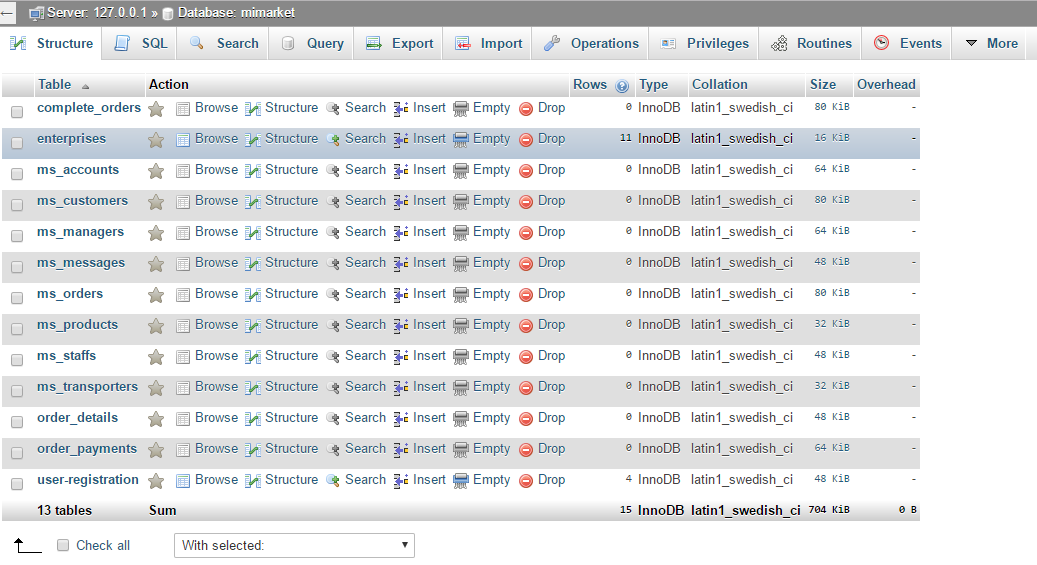 Server: 127.0.0.1 » Database: mimarket
Structure SQL Search Query Export Import Operations Privileges Routines Events More
Table Action Rows Type Collation Size Overhead
complete_orders Browse Structure Search Insert Empty Drop 0 InnoDB latin1_swedish_ci 80 KiB -
enterprises Browse Structure Search Insert Empty Drop 11 InnoDB latin1_swedish_ci 16 KiB -
ms_accounts Browse Structure Search Insert Empty Drop 0 InnoDB latin1_swedish_ci 64 KiB -
ms_customers Browse Structure Search Insert Empty Drop 0 InnoDB latin1_swedish_ci 80 KiB -
ms_managers Browse Structure Search Insert Empty Drop 0 InnoDB latin1_swedish_ci 64 KiB -
ms_messages Browse Structure Search Insert Empty Drop 0 InnoDB latin1_swedish_ci 48 KiB -
ms_orders Browse Structure Search Insert Empty Drop 0 InnoDB latin1_swedish_ci 80 KiB -
ms_products Browse Structure Search Insert Empty Drop 0 InnoDB latin1_swedish_ci 32 KiB -
ms_staffs Browse Structure Search Insert Empty Drop 0 InnoDB latin1_swedish_ci 48 KiB -
ms_transporters Browse Structure Search Insert Empty Drop 0 InnoDB latin1_swedish_ci 32 KiB -
order_details Browse Structure Search Insert Empty Drop 0 InnoDB latin1_swedish_ci 48 KiB -
order_payments Browse Structure Search Insert Empty Drop 0 InnoDB latin1_swedish_ci 64 KiB -
user-registration Browse Structure Search Insert Empty Drop 4 InnoDB latin1_swedish_ci 48 KiB -
13 tables Sum 15 InnoDB latin1_swedish_ci 704 KiB 0 B
Check all With selected: